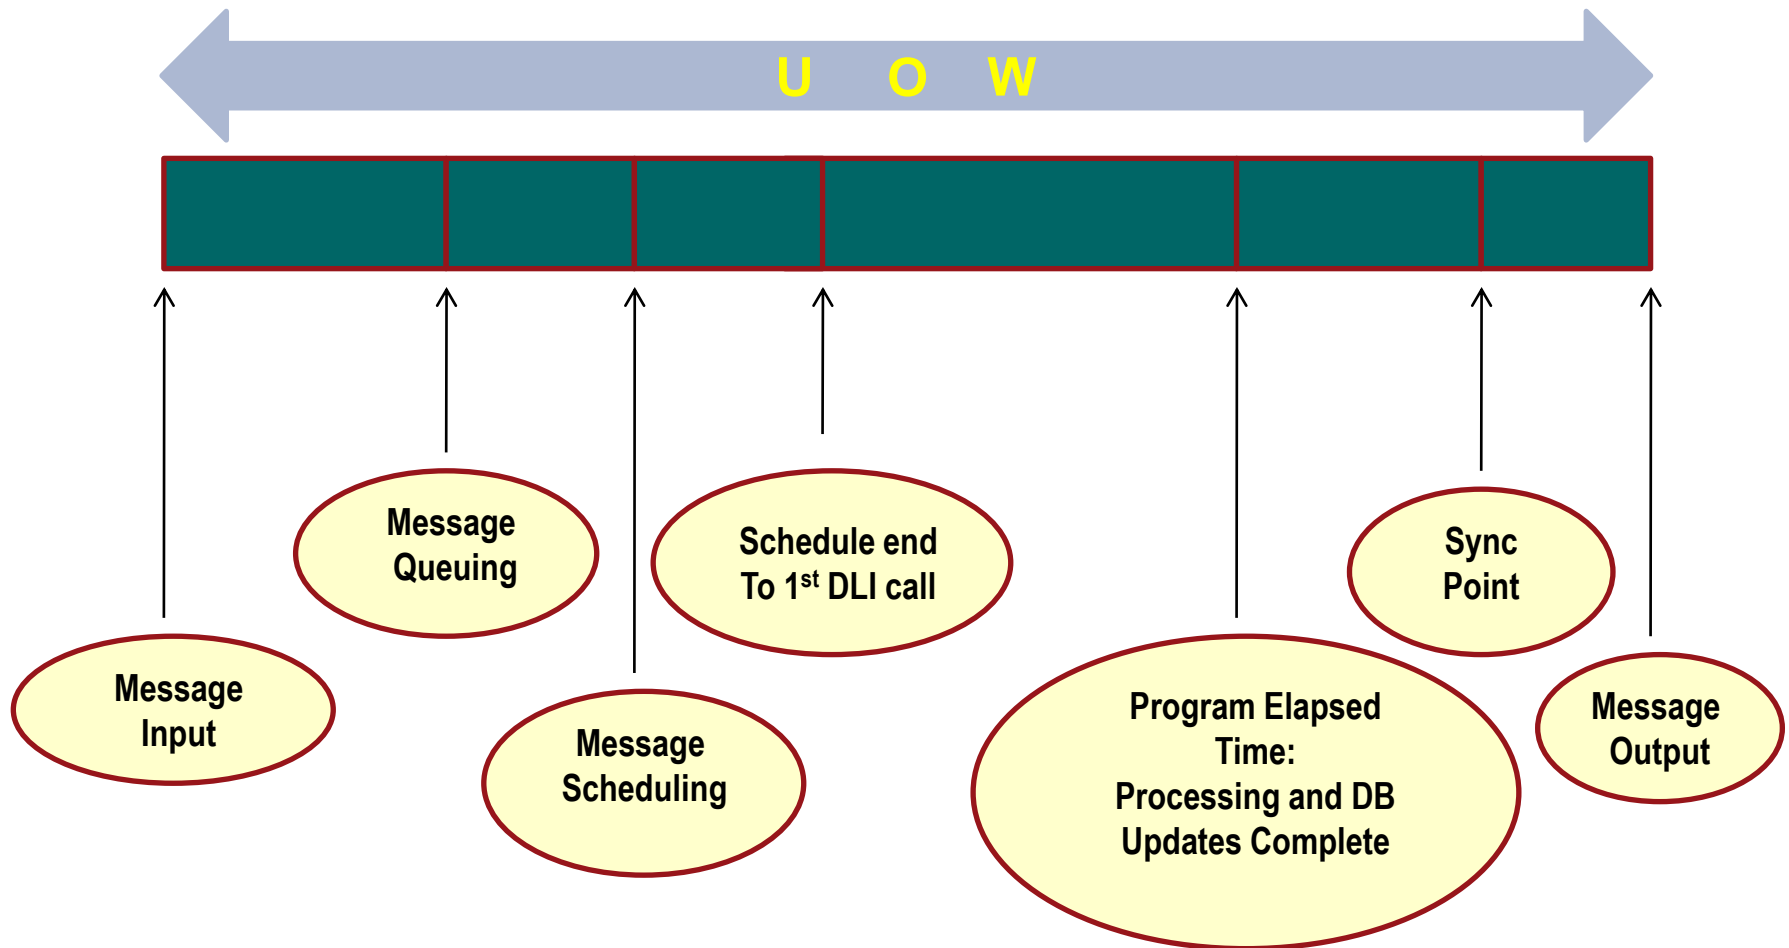 U O W
Message
Input
Message
Queuing
Message
Scheduling
Schedule end
To 1st DLI call
Program Elapsed
Time:
Processing and DB
Updates Complete
Sync
Point
Message
Output